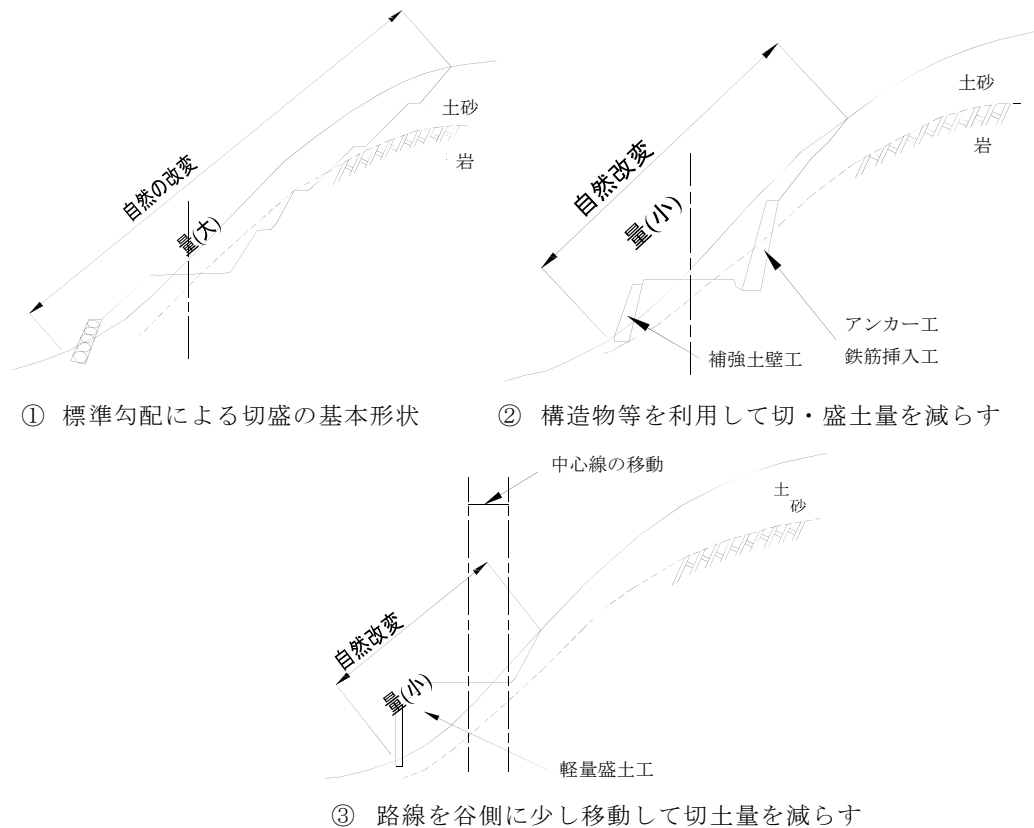 土砂
岩
自然の改変
量(大)
① 標準勾配による切盛の基本形状
土砂
岩
自然改変
量(小)
アンカー工
鉄筋挿入工
補強土壁工
② 構造物等を利用して切・盛土量を減らす
中心線の移動
土
砂
自然改変
量(小)
軽量盛土工
③ 路線を谷側に少し移動して切土量を減らす